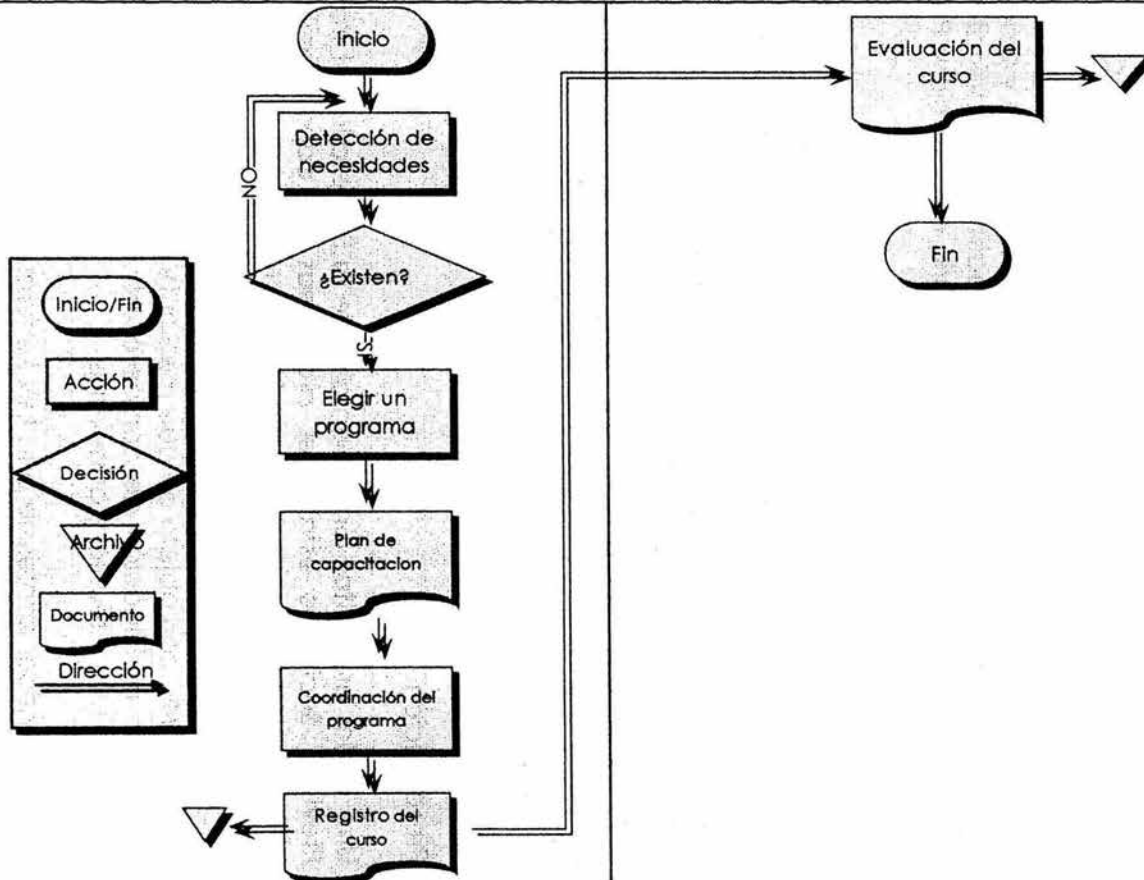 Inicio
Detección de
necesidades
NO
¿Existen?
SI
Elegir un
programa
Plan de
capacitacion
Coordinación del
programa
Registro del
curso
Evaluación del
curso
Fin
Inicio/Fin
Acción
Decisión
Archivo
Documento
Dirección